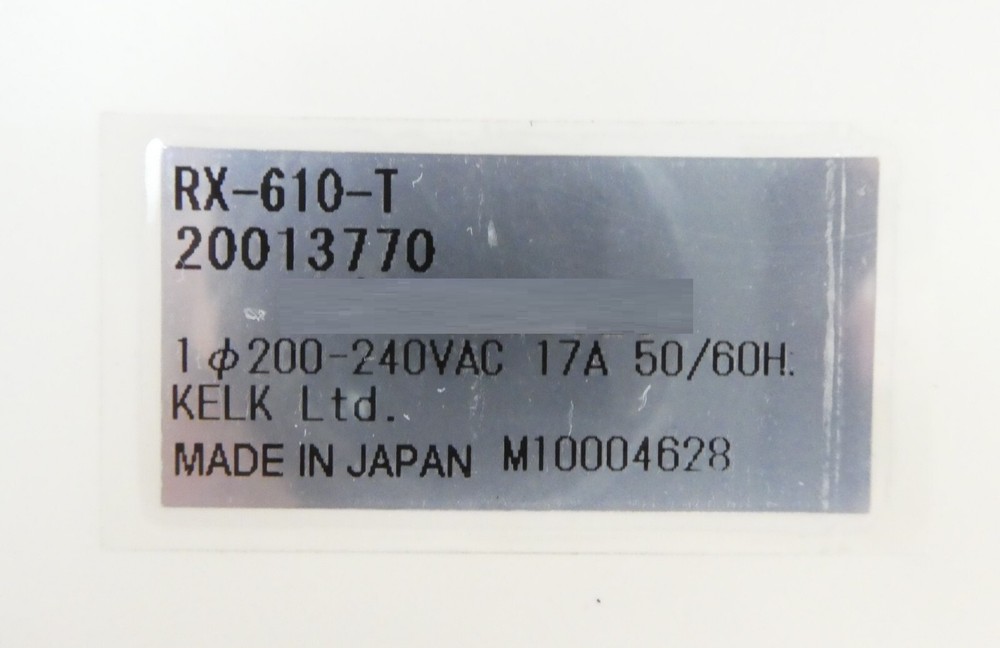 RX-610-T
20013770
1φ200-240VAC 17A 50/60H
KELK Ltd.
MADE IN JAPAN M10004628